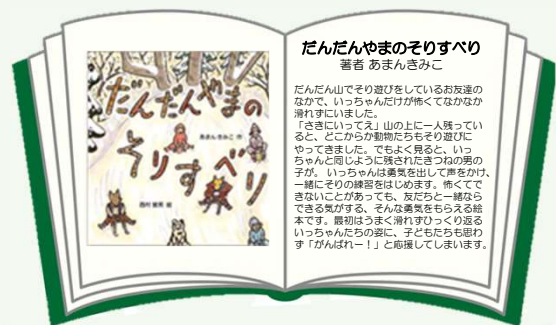 だんだんやまの
そりすべり
あまんきみこ 作
西村繁男 絵
だんだんやまのそりすべり
著者 あまんきみこ
だんだん山でそり遊びをしているお友達の
なかで、いっちゃんだけが怖くてなかなか
滑れずにいました。
「さきにいってえ」山の上に一人残ってい
ると、どこからか動物たちもそり遊びに
やってきました。でもよく見ると、いっ
ちゃんと同じように残されたきつねの男の
子が。 いっちゃんは勇気を出して声をかけ、
一緒にそりの練習をはじめます。怖くてで
きないことがあっても、友だちと一緒なら
できる気がする、そんな勇気をもらえる絵
本です。最初はうまく滑れずひっくり返る
いっちゃんたちの姿に、子どもたちも思わ
ず「がんばれー！」と応援してしまいます。